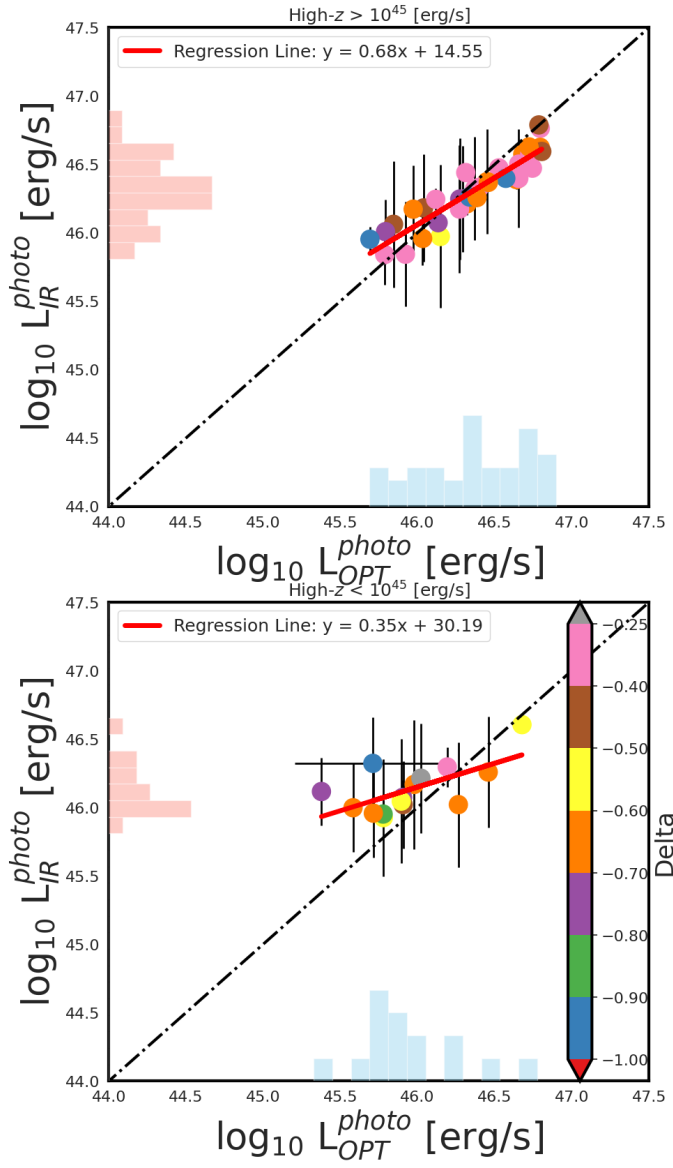 High-z > 10^45 [erg/s]
Regression Line: y = 0.68x + 14.55
47.5
47.0
46.5
46.0
45.5
45.0
44.5
44.0
log10 L_IR^photo [erg/s]
44.0 44.5 45.0 45.5 46.0 46.5 47.0 47.5
log10 L_OPT^photo [erg/s]
High-z < 10^45 [erg/s]
Regression Line: y = 0.35x + 30.19
47.5
47.0
46.5
46.0
45.5
45.0
44.5
44.0
log10 L_IR^photo [erg/s]
−0.25
−0.40
−0.50
−0.60
−0.70
−0.80
−0.90
−1.00
Delta
44.0 44.5 45.0 45.5 46.0 46.5 47.0 47.5
log10 L_OPT^photo [erg/s]